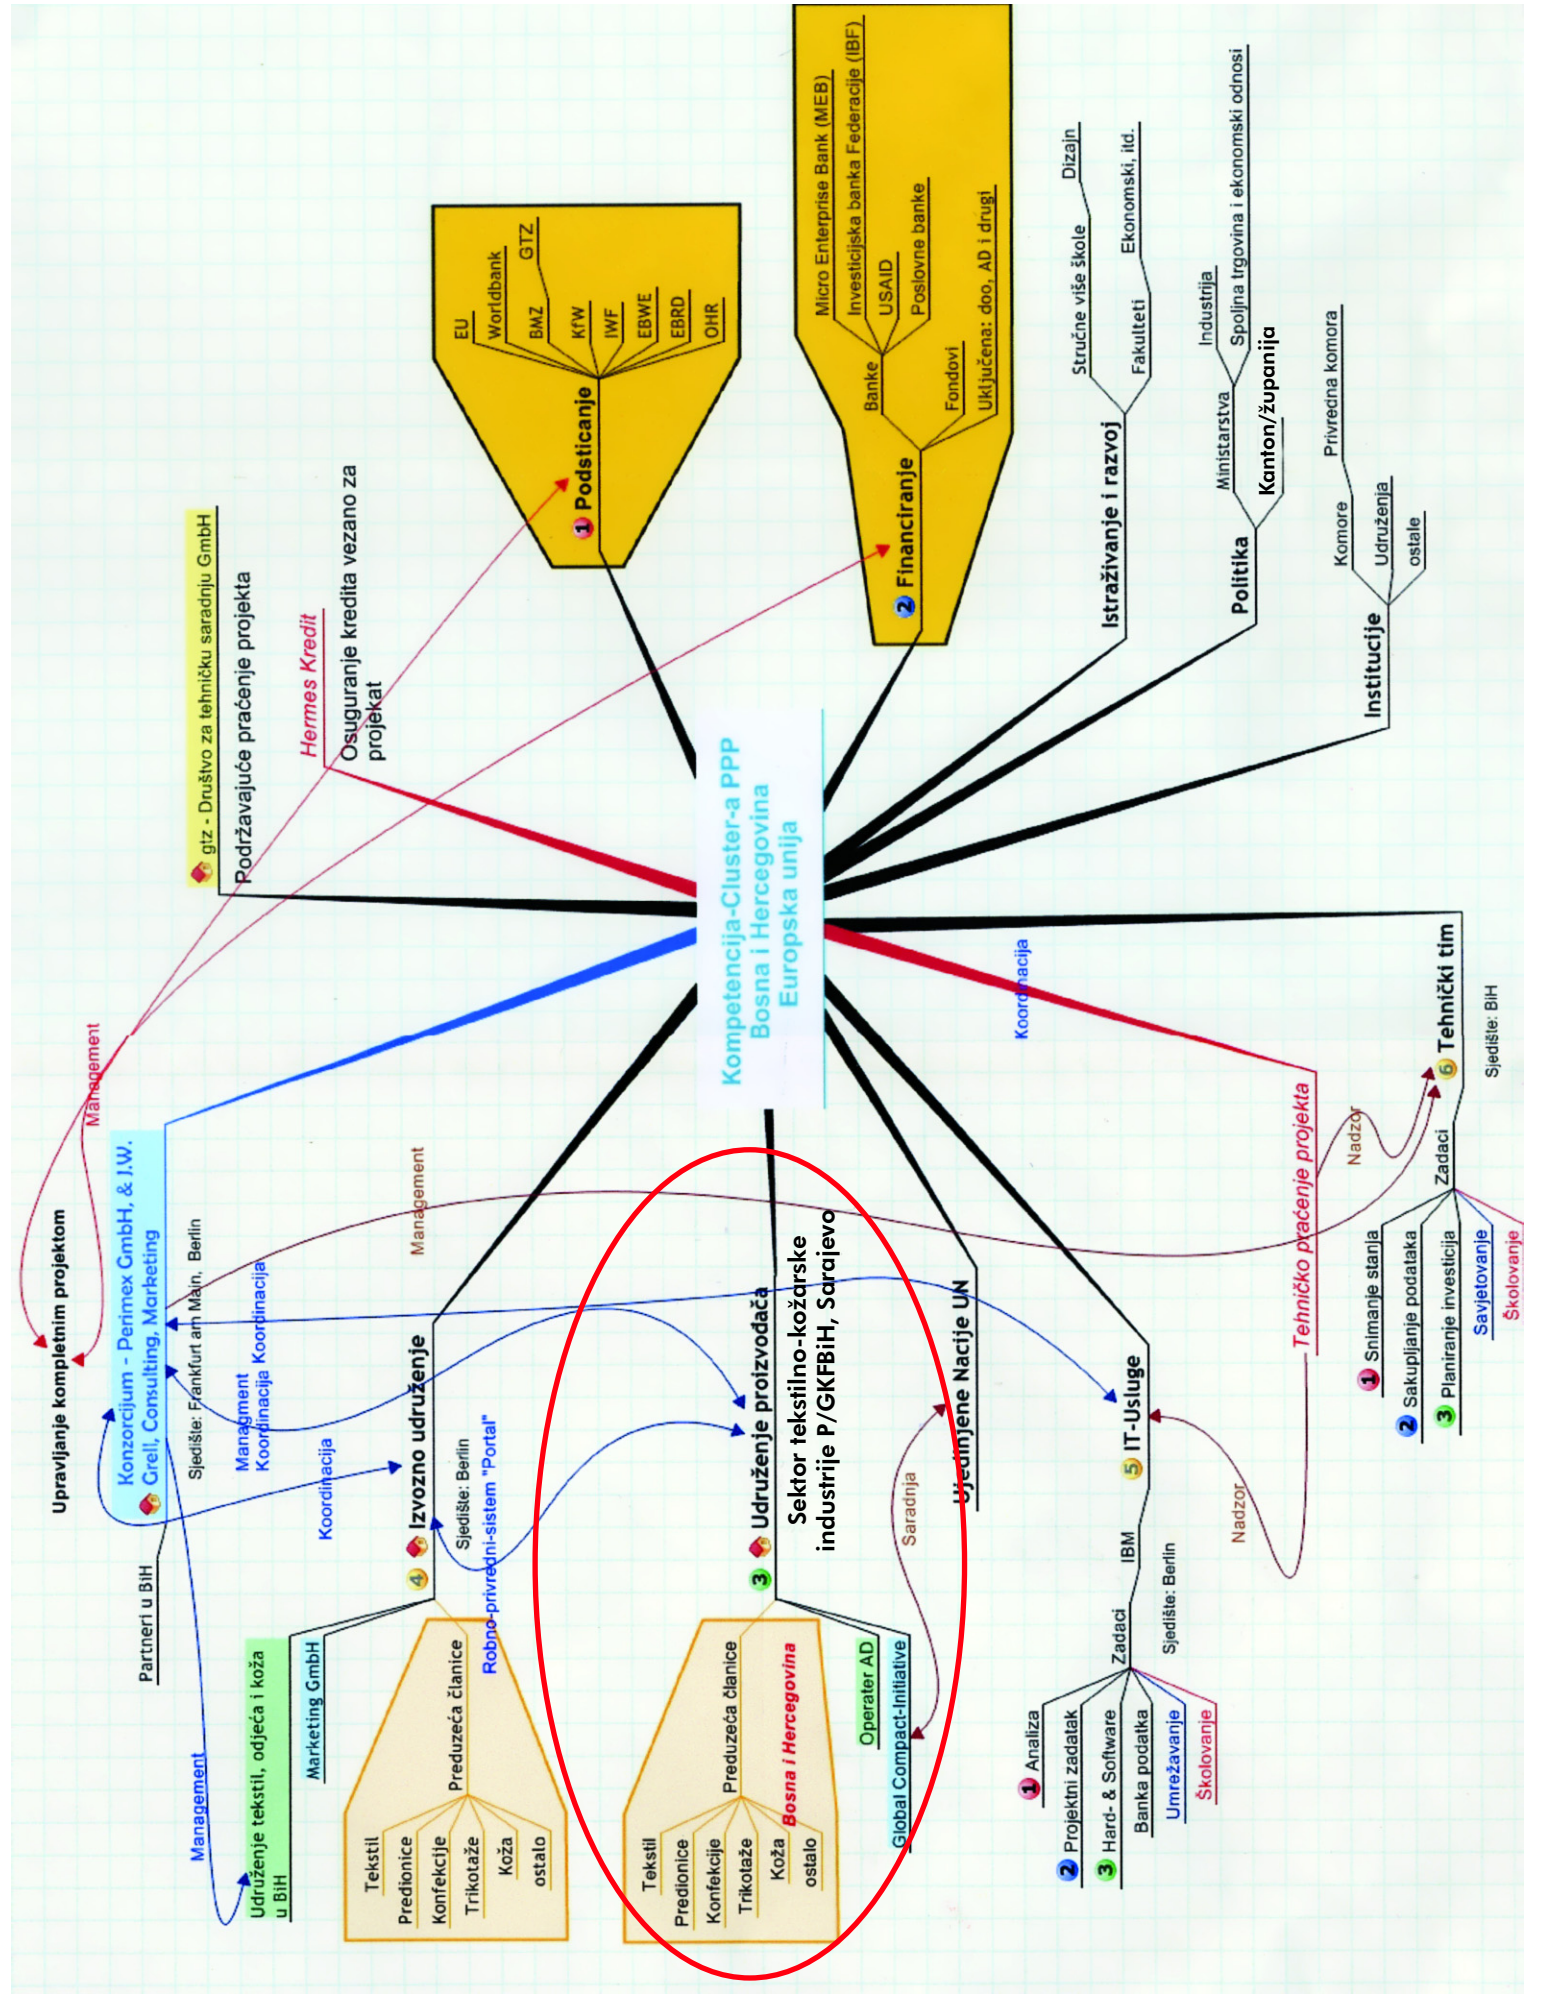 Kompetencija-Cluster-a PPP
Bosna i Hercegovina
Europska unija
Upravljanje kompletnim projektom
Management
Konzorcijum - Perimex GmbH, & J.W.
Grell, Consulting, Marketing
Sjedište: Frankfurt am Main, Berlin
Partneri u BiH
Managment
Koordinacija Koordinacija
Koordinacija
Management
Management
Udruženje tekstil, odjeća i koža
u BiH
Marketing GmbH
4 Izvozno udruženje
Sjedište: Berlin
Robno-privredni-sistem "Portal"
Preduzeća članice
Tekstil
Predionice
Konfekcije
Trikotaže
Koža
ostalo
3 Udruženje proizvođača
Sektor tekstilno-kožarske
industrije P/GKFBiH, Sarajevo
Preduzeća članice
Bosna i Hercegovina
Tekstil
Predionice
Konfekcije
Trikotaže
Koža
ostalo
Operater AD
Global Compact-Initiative
Saradnja
Ujedinjene Nacije UN
5 IT-Usluge
IBM
Sjedište: Berlin
Zadaci
1 Analiza
2 Projektni zadatak
3 Hard- & Software
Banka podatka
Umrežavanje
Školovanje
Nadzor
Tehničko praćenje projekta
Koordinacija
Nadzor
6 Tehnički tim
Sjedište: BiH
Zadaci
1 Snimanje stanja
2 Sakupljanje podataka
3 Planiranje investicija
Savjetovanje
Školovanje
gtz - Društvo za tehničku saradnju GmbH
Podržavajuće praćenje projekta
Hermes Kredit
Osuguranje kredita vezano za
projekat
1 Podsticanje
EU
Worldbank
BMZ
GTZ
KfW
IWF
EBWE
EBRD
OHR
2 Financiranje
Banke
Micro Enterprise Bank (MEB)
Investicijska banka Federacije (IBF)
USAID
Poslovne banke
Fondovi
Uključena: doo, AD i drugi
Istraživanje i razvoj
Stručne više škole
Dizajn
Fakulteti
Ekonomski, itd.
Politika
Ministarstva
Industrija
Spoljna trgovina i ekonomski odnosi
Kanton/županija
Institucije
Komore
Privredna komora
Udruženja
ostale